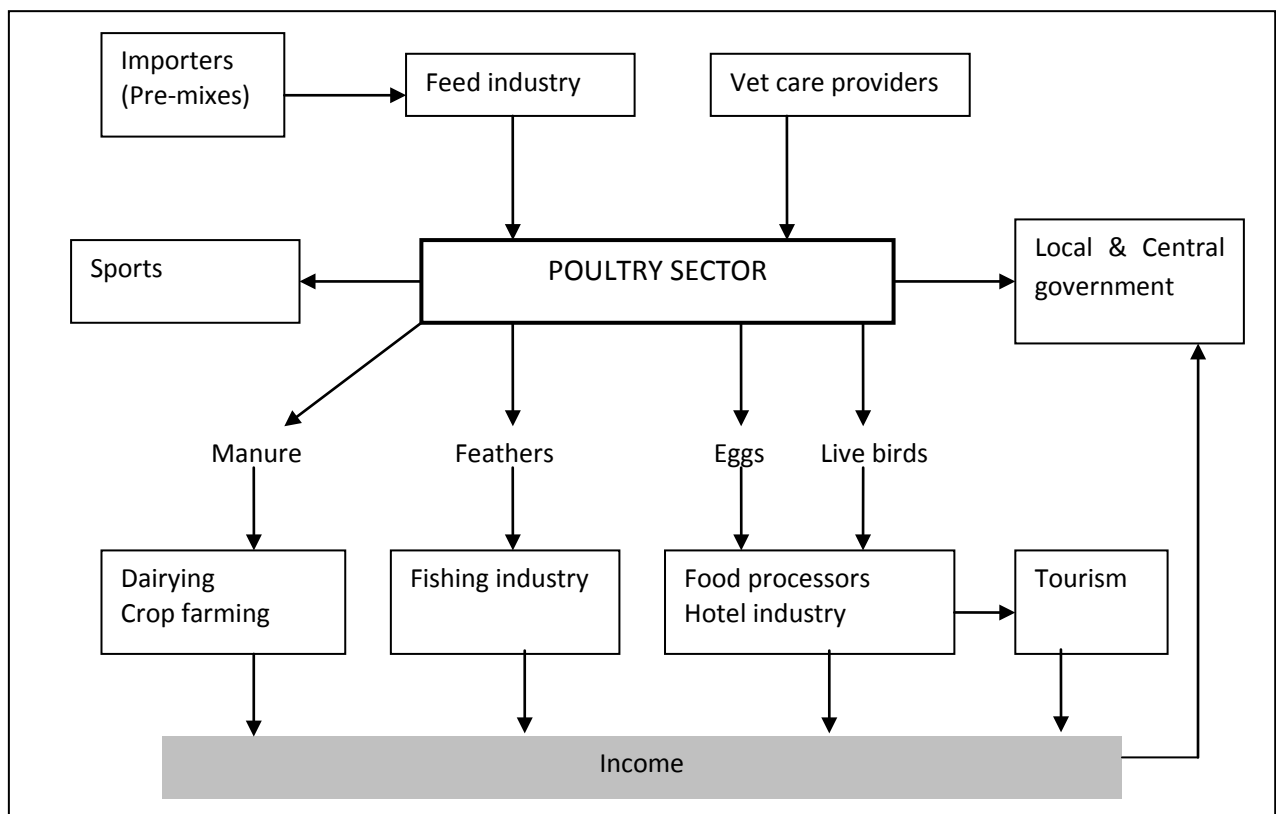 Importers
(Pre-mixes)
Feed industry
Vet care providers
Sports
POULTRY SECTOR
Local & Central
government
Manure
Feathers
Eggs
Live birds
Dairying
Crop farming
Fishing industry
Food processors
Hotel industry
Tourism
Income